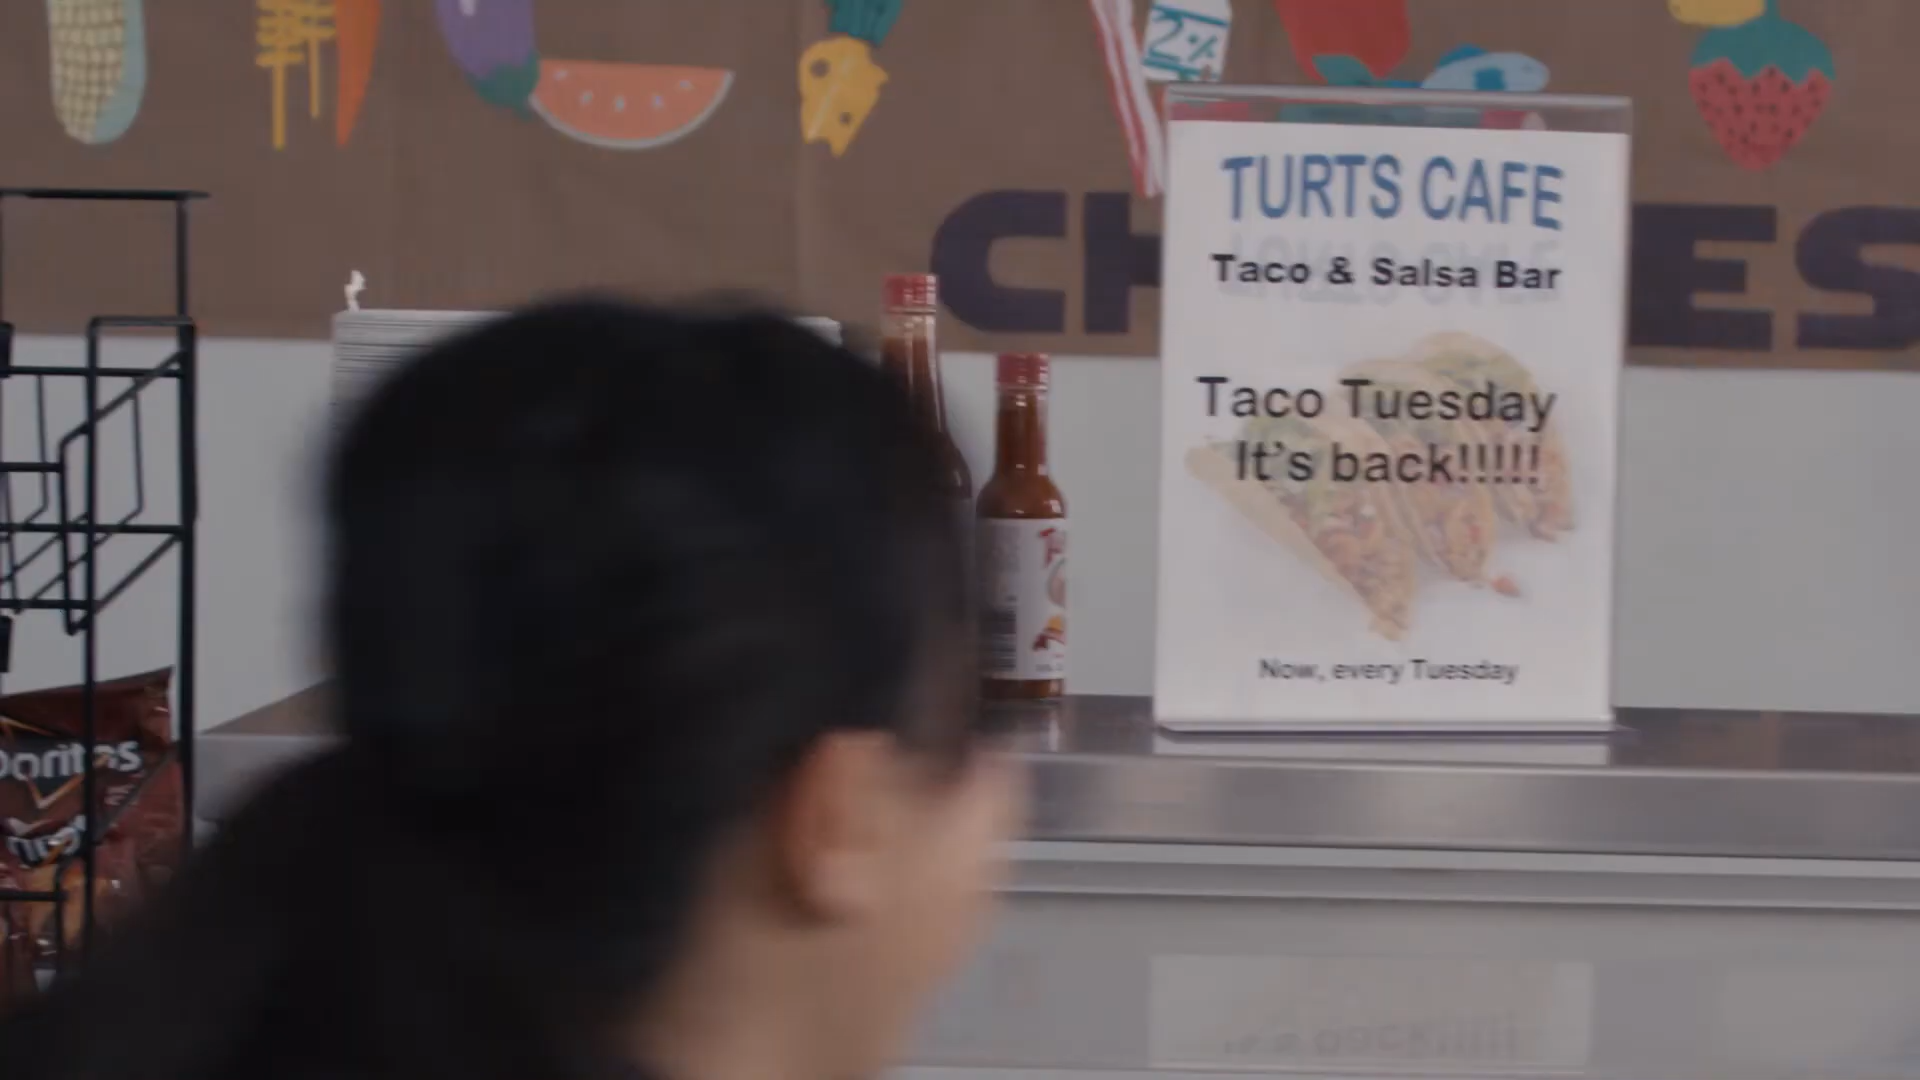 2%
TURTS CAFE
Taco & Salsa Bar
Taco Tuesday
It's back!!!!!
Now, every Tuesday
Doritos